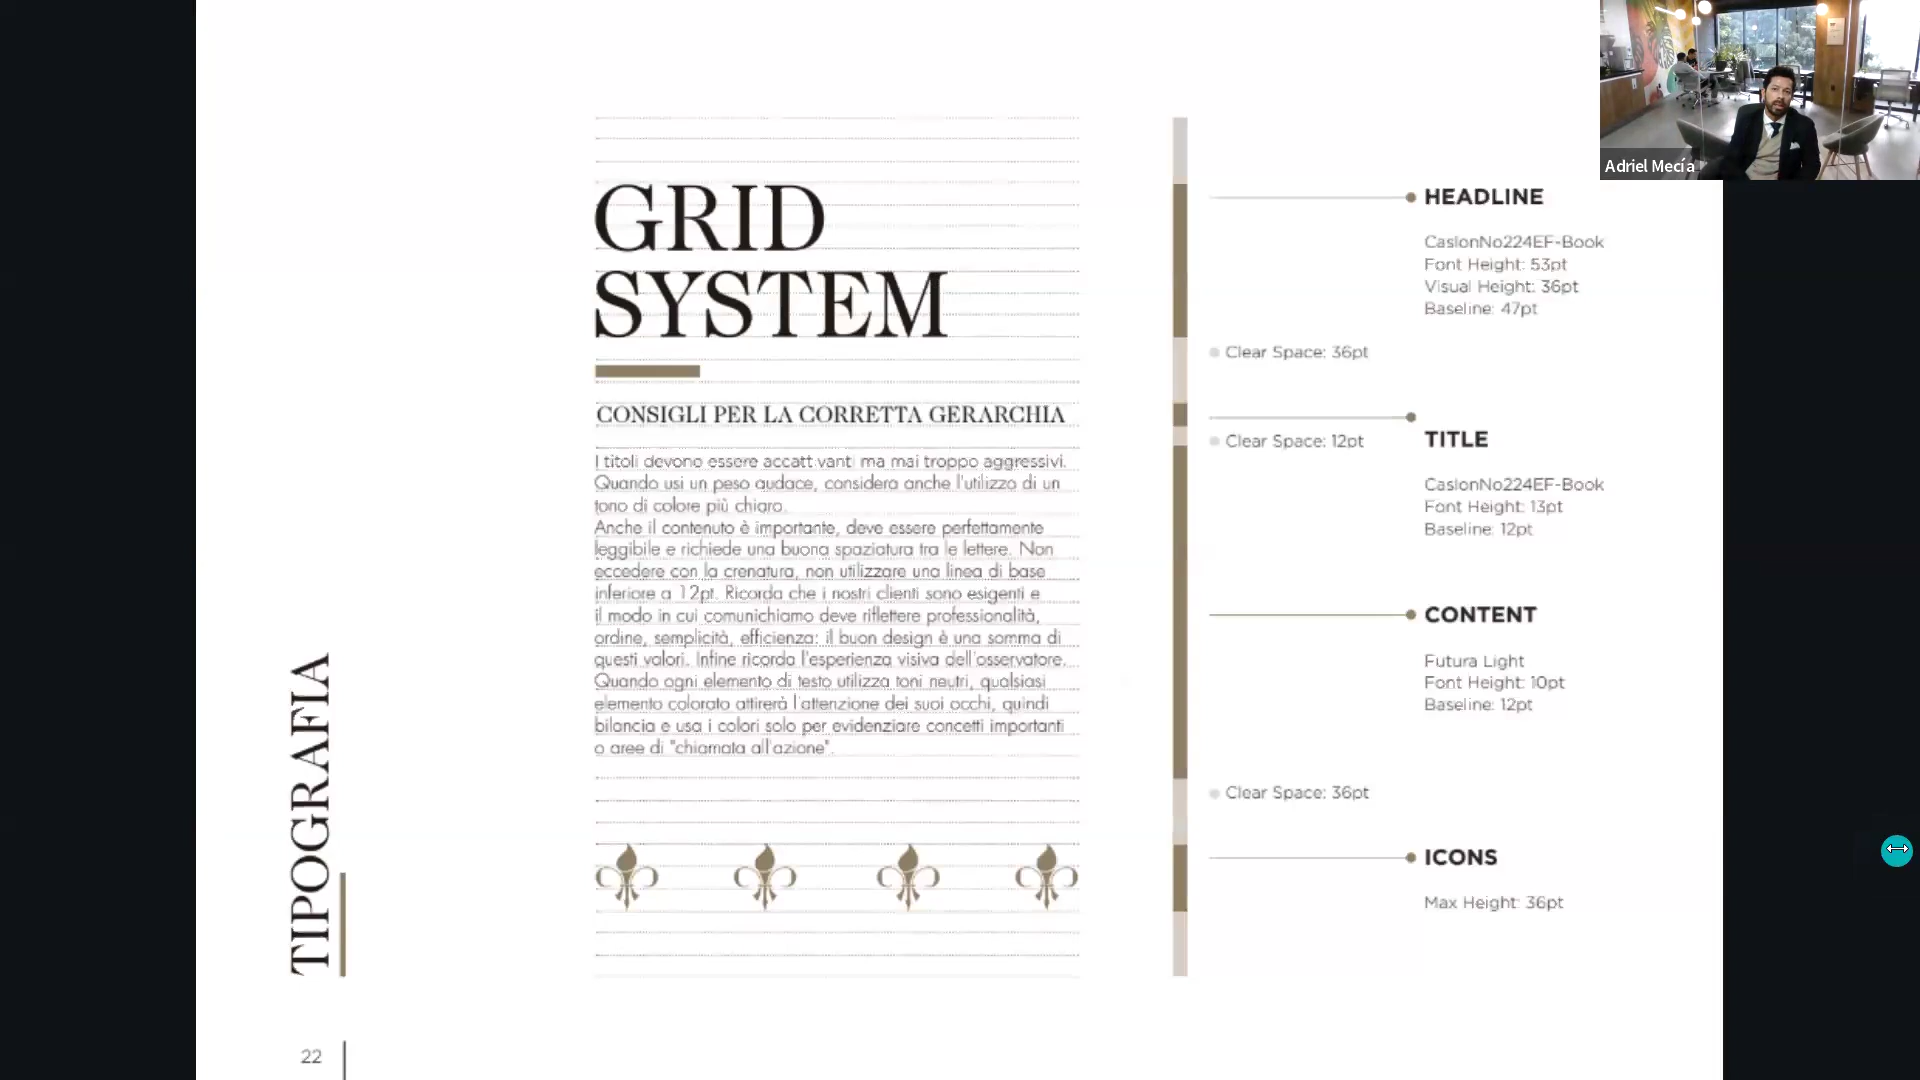 Adriel Mecía
GRID
SYSTEM
CONSIGLI PER LA CORRETTA GERARCHIA
I titoli devono essere accattivanti ma mai troppo aggressivi.
Quando usi un peso audace, considera anche l'utilizzo di un
tono di colore più chiaro.
Anche il contenuto è importante, deve essere perfettamente
leggibile e richiede una buona spaziatura tra le lettere. Non
eccedere con la crenatura, non utilizzare una linea di base
inferiore a 12pt. Ricorda che i nostri clienti sono esigenti e
il modo in cui comunichiamo deve riflettere professionalità,
ordine, semplicità, efficienza: il buon design è una somma di
questi valori. Infine ricorda l'esperienza visiva dell'osservatore.
Quando ogni elemento di testo utilizza toni neutri, qualsiasi
elemento colorato attirerà l'attenzione dei suoi occhi, quindi
bilancia e usa i colori solo per evidenziare concetti importanti
o aree di "chiamata all'azione".
HEADLINE
CaslonNo224EF-Book
Font Height: 53pt
Visual Height: 36pt
Baseline: 47pt
Clear Space: 36pt
Clear Space: 12pt
TITLE
CaslonNo224EF-Book
Font Height: 13pt
Baseline: 12pt
CONTENT
Futura Light
Font Height: 10pt
Baseline: 12pt
Clear Space: 36pt
ICONS
Max Height: 36pt
TIPOGRAFIA
22